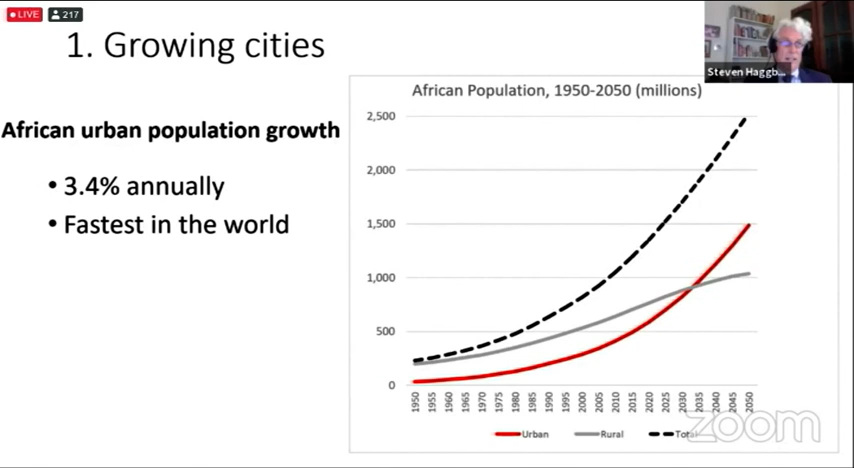 LIVE 217
1. Growing cities
Steven Haggb...
African urban population growth
• 3.4% annually
• Fastest in the world
African Population, 1950-2050 (millions)
2,500
2,000
1,500
1,000
500
0
1950 1955 1960 1965 1970 1975 1980 1985 1990 1995 2000 2005 2010 2015 2020 2025 2030 2035 2040 2045 2050
Urban Rural Total
zoom